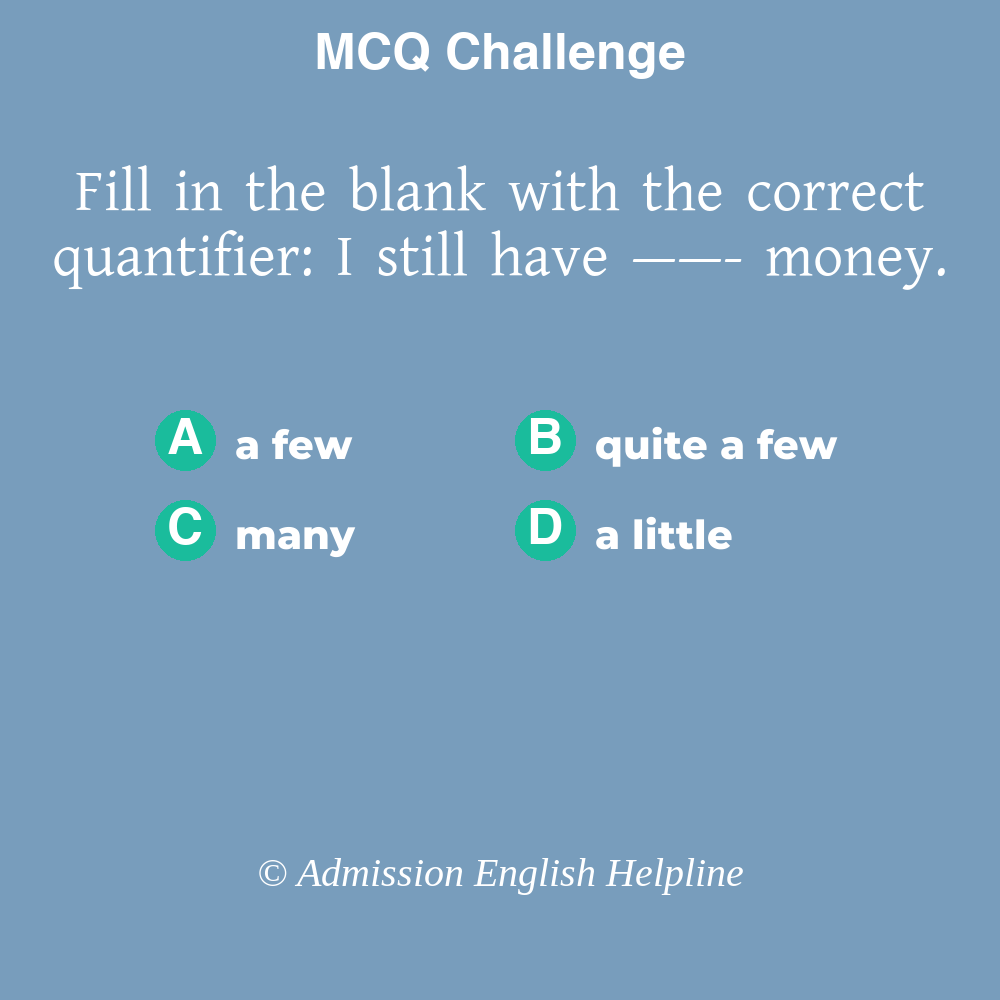 MCQ Challenge
Fill in the blank with the correct
quantifier: I still have ——- money.
A a few
B quite a few
C many
D a little
© Admission English Helpline